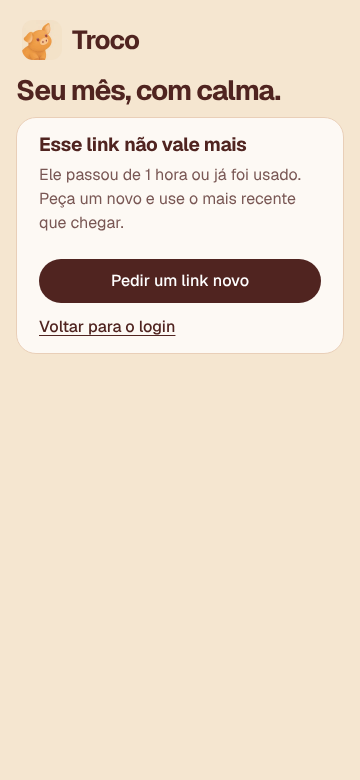 Troco
Seu mês, com calma.
Esse link não vale mais
Ele passou de 1 hora ou já foi usado.
Peça um novo e use o mais recente
que chegar.
Pedir um link novo
Voltar para o login